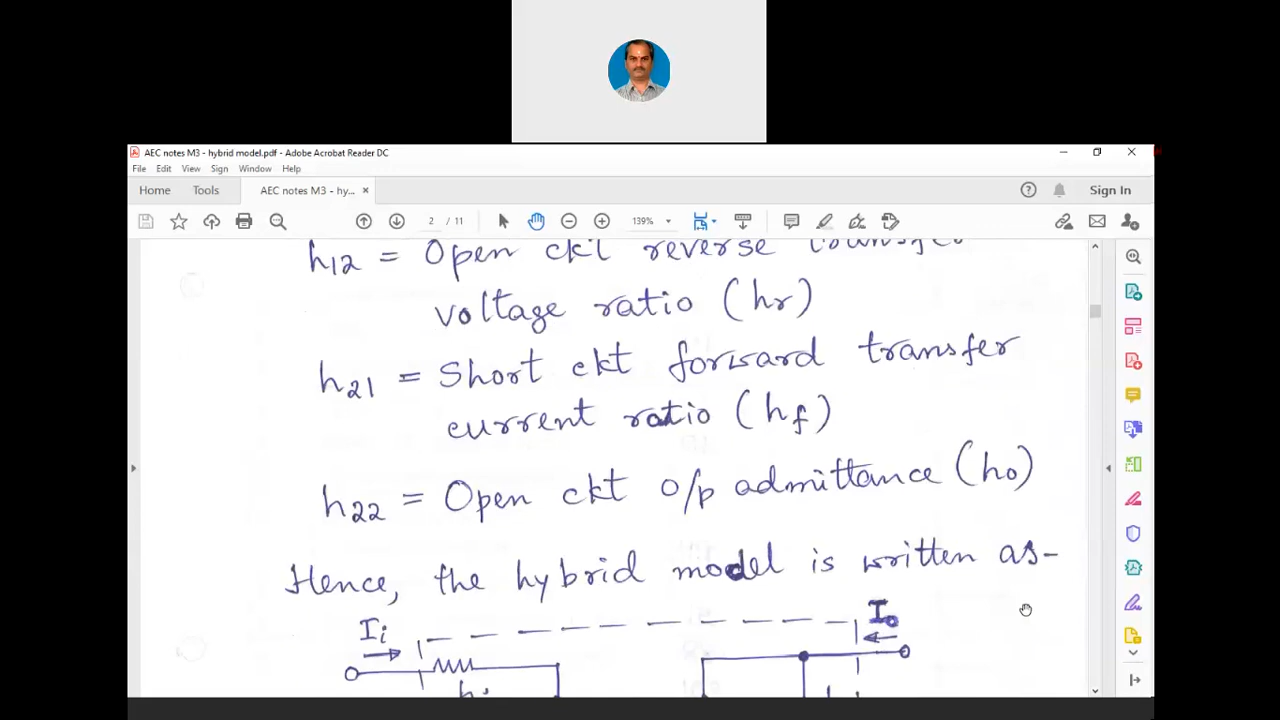 AEC notes M3 - hybrid model.pdf - Adobe Acrobat Reader DC
File Edit View Sign Window Help
Home Tools AEC notes M3 - hy... × Sign In
2 / 11 139%
h12 = Open ckt reverse transfer
voltage ratio (hr)
h21 = Short ckt forward transfer
current ratio (hf)
h22 = Open ckt o/p admittance (ho)
Hence, the hybrid model is written as-
Ii Io